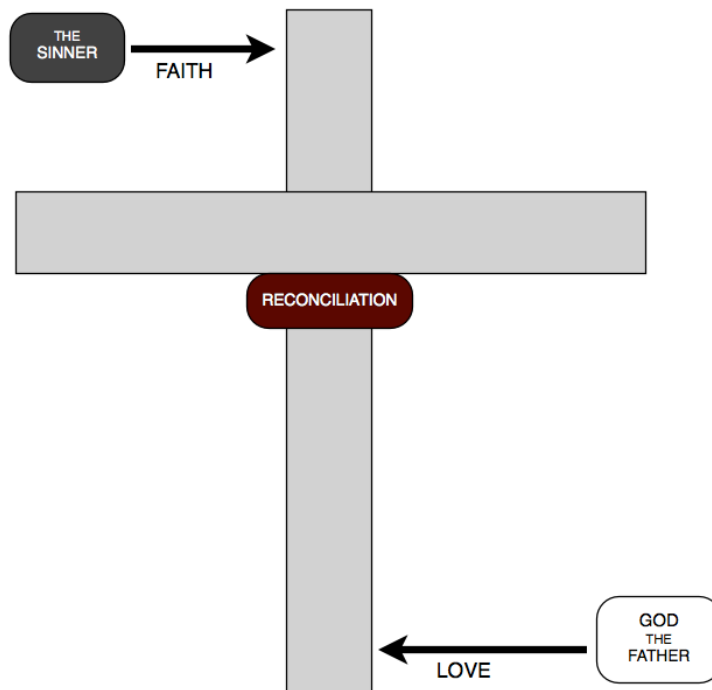 THE
SINNER
FAITH
RECONCILIATION
GOD
THE
FATHER
LOVE